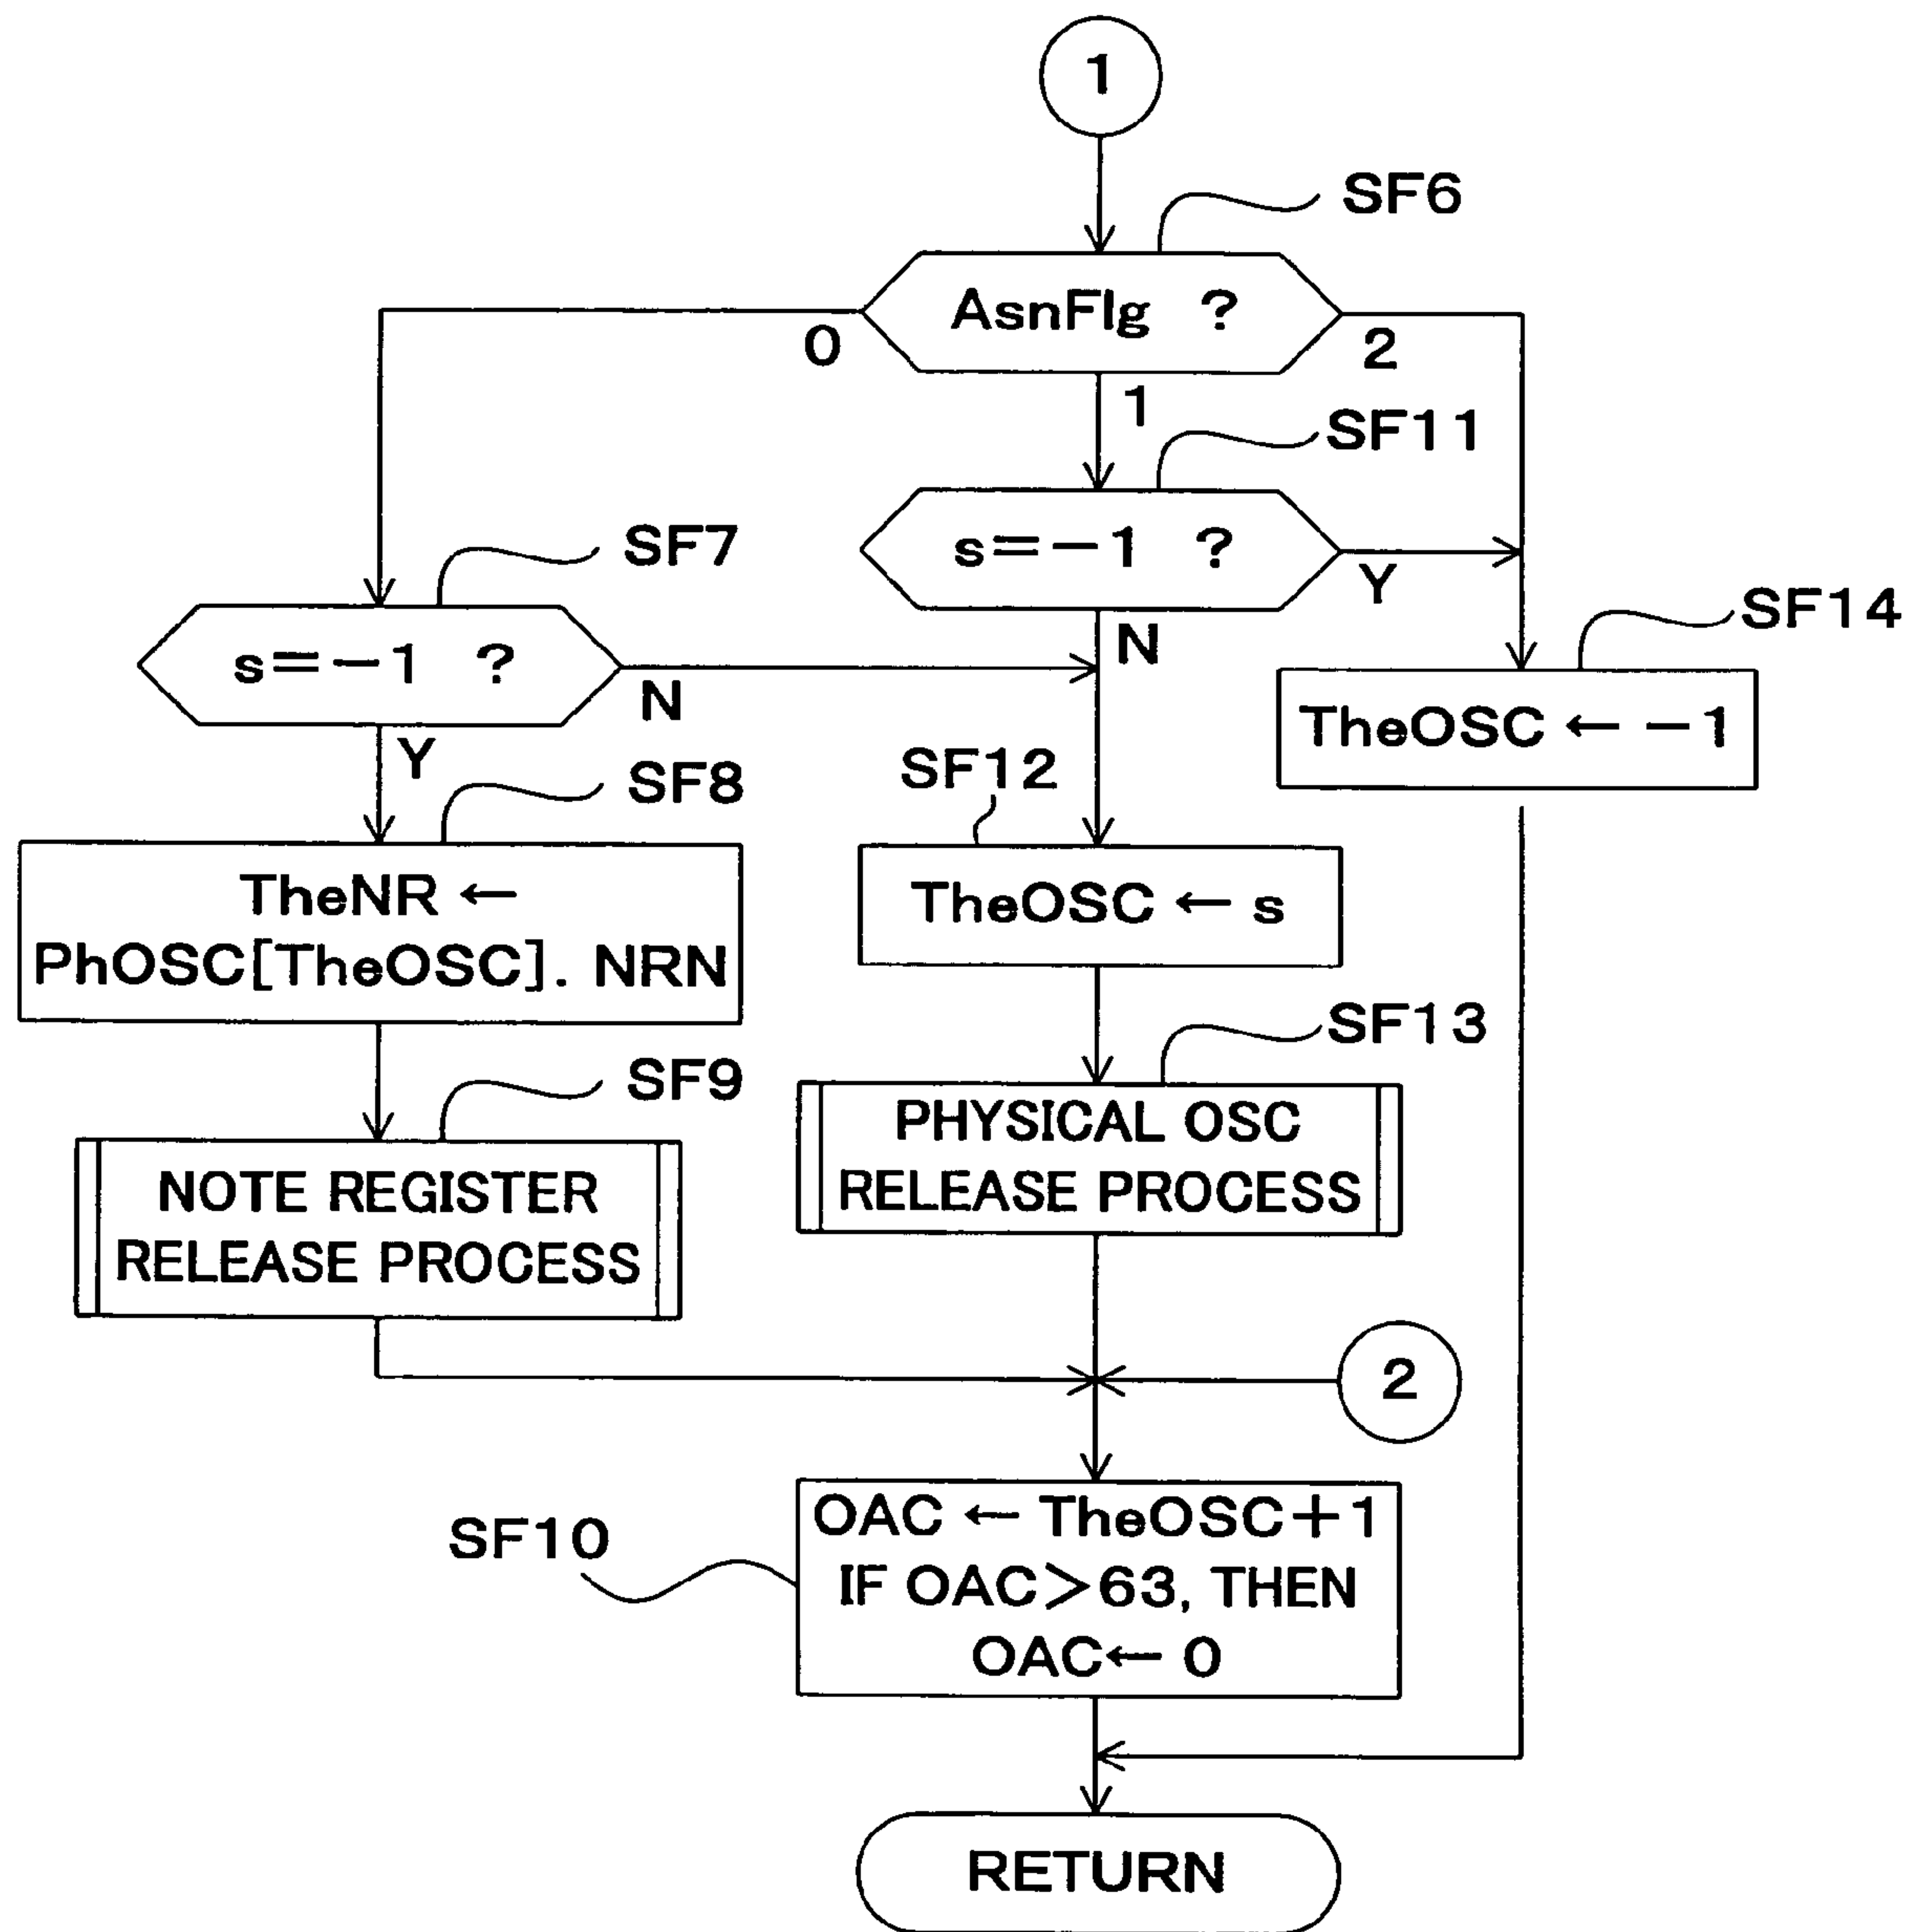 1
SF6
AsnFlg ?
0
2
1
SF11
s=-1 ?
Y
SF7
N
SF14
s=-1 ?
N
TheOSC ← -1
Y
SF8
SF12
TheNR ←
PhOSC[TheOSC]. NRN
TheOSC ← s
SF13
SF9
PHYSICAL OSC
RELEASE PROCESS
NOTE REGISTER
RELEASE PROCESS
2
SF10
OAC ← TheOSC+1
IF OAC>63, THEN
OAC← 0
RETURN